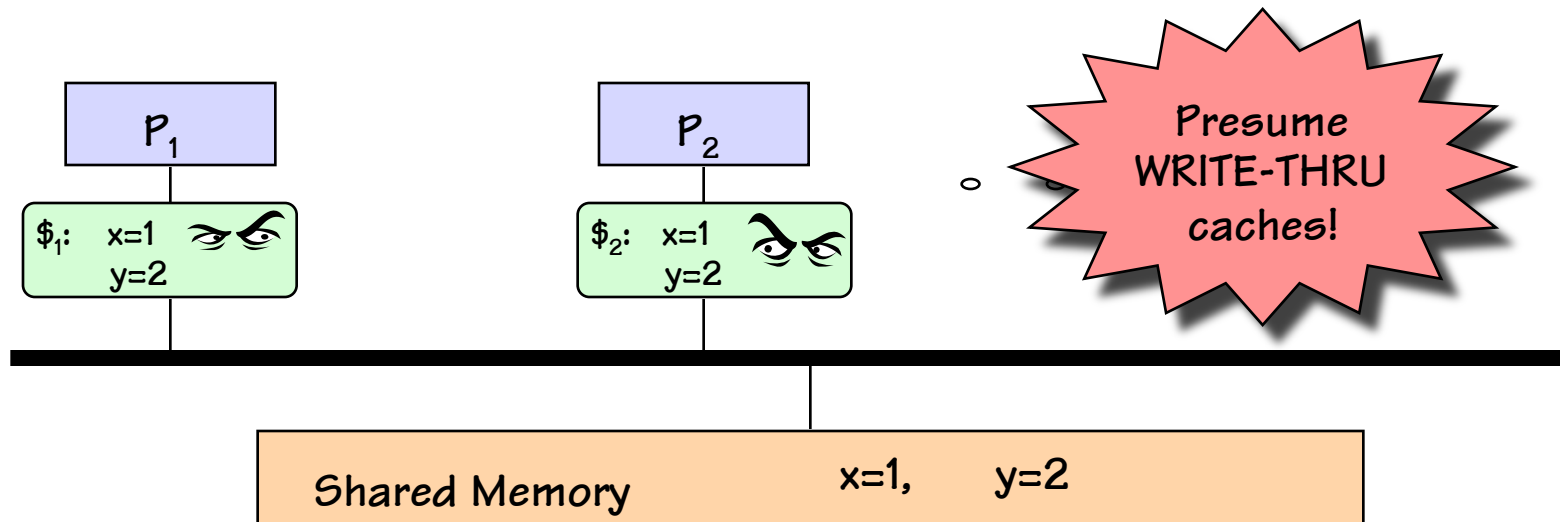 P₁
P₂
Presume
WRITE-THRU
caches!
$₁: x=1
y=2
$₂: x=1
y=2
Shared Memory x=1, y=2